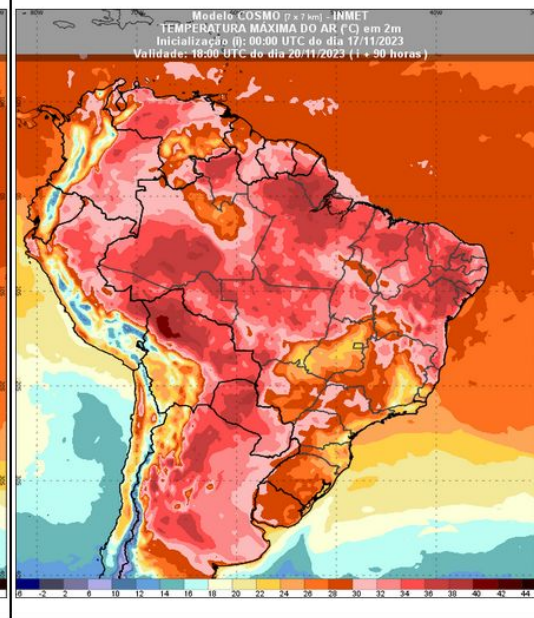 Modelo COSMO [7 x 7 km] - INMET
TEMPERATURA MÁXIMA DO AR (°C) em 2m
Inicialização (i): 00:00 UTC do dia 17/11/2023
Validade: 18:00 UTC do dia 20/11/2023 ( i + 90 horas )
-6 -2 2 6 10 12 14 16 18 20 22 24 26 28 30 32 34 36 38 40 42 44